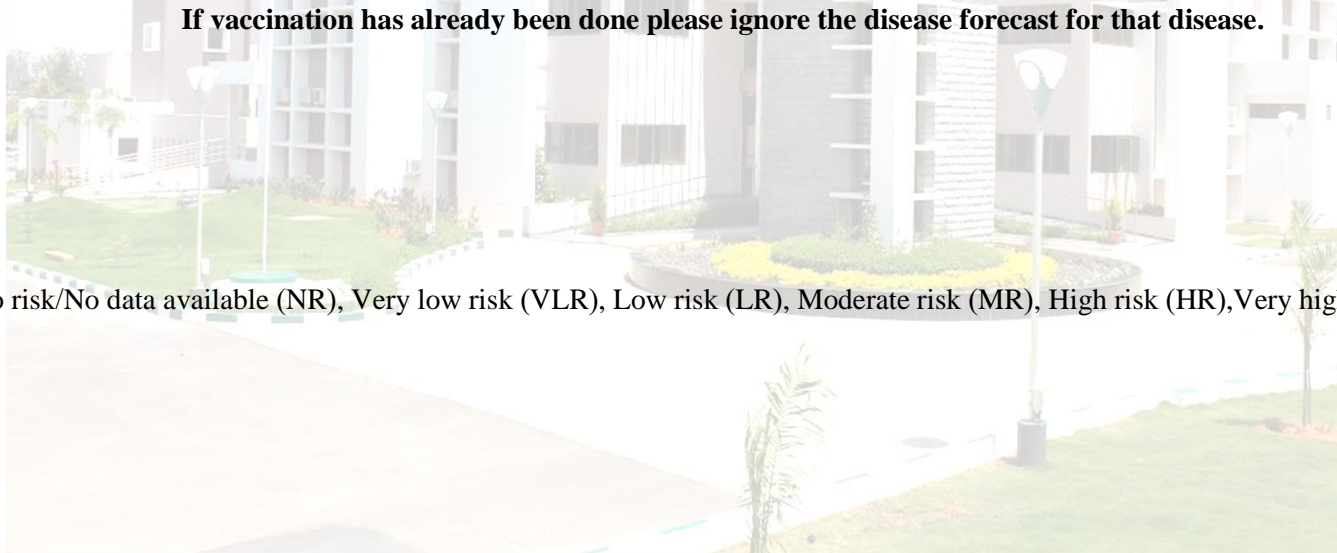 If vaccination has already been done please ignore the disease forecast for that disease.
risk/No data available (NR), Very low risk (VLR), Low risk (LR), Moderate risk (MR), High risk (HR),Very